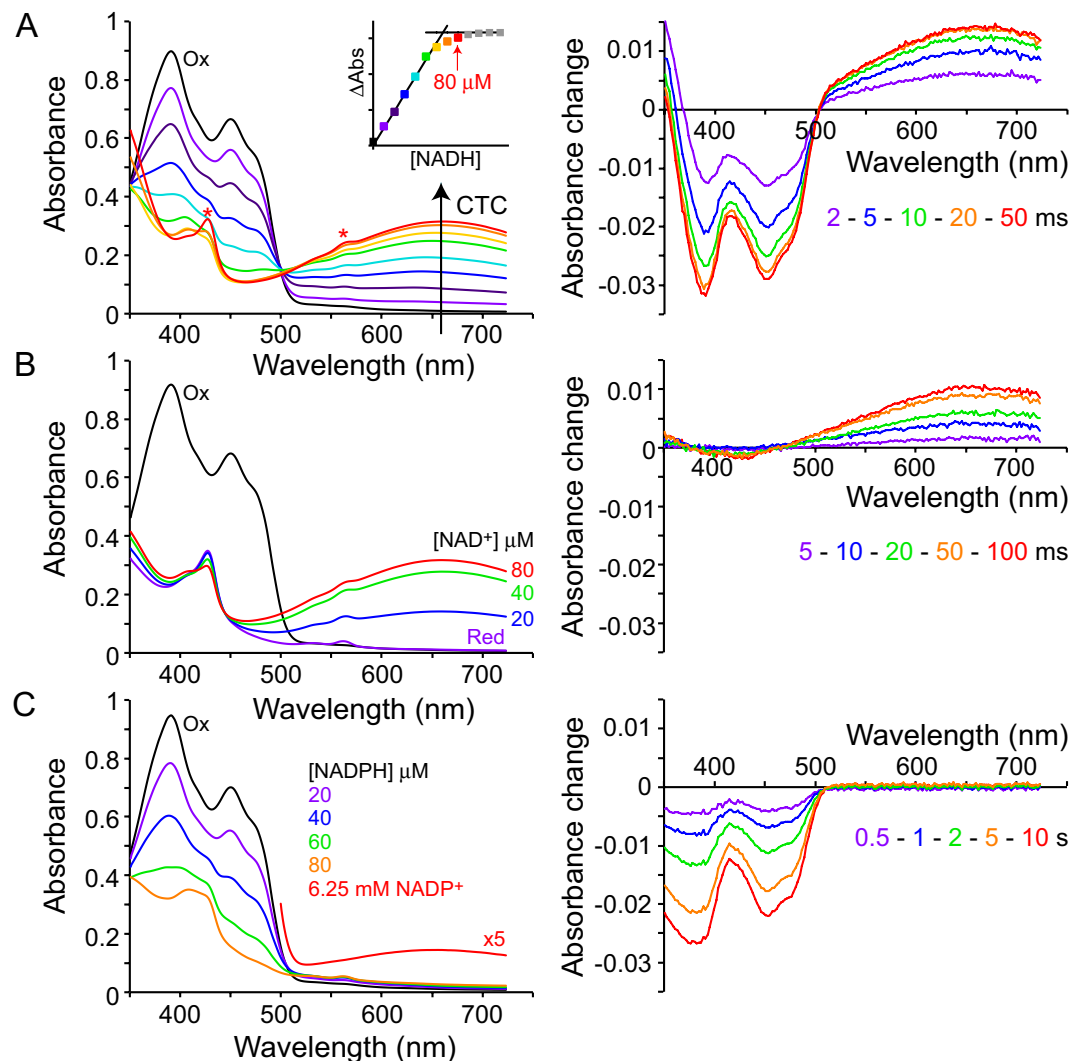 A
Absorbance
1
0.8
0.6
0.4
0.2
0
400
500
600
700
Wavelength (nm)
Ox
*
*
CTC
ΔAbs
80 μM
[NADH]
Absorbance change
0.01
0
-0.01
-0.02
-0.03
400
500
600
700
Wavelength (nm)
2 - 5 - 10 - 20 - 50 ms
B
Absorbance
1
0.8
0.6
0.4
0.2
0
400
500
600
700
Wavelength (nm)
Ox
[NAD+] μM
80
40
20
Red
Absorbance change
0.01
0
-0.01
-0.02
-0.03
400
500
600
700
Wavelength (nm)
5 - 10 - 20 - 50 - 100 ms
C
Absorbance
1
0.8
0.6
0.4
0.2
0
400
500
600
700
Wavelength (nm)
Ox
[NADPH] μM
20
40
60
80
6.25 mM NADP+
x5
Absorbance change
0.01
0
-0.01
-0.02
-0.03
400
500
600
700
Wavelength (nm)
0.5 - 1 - 2 - 5 - 10 s